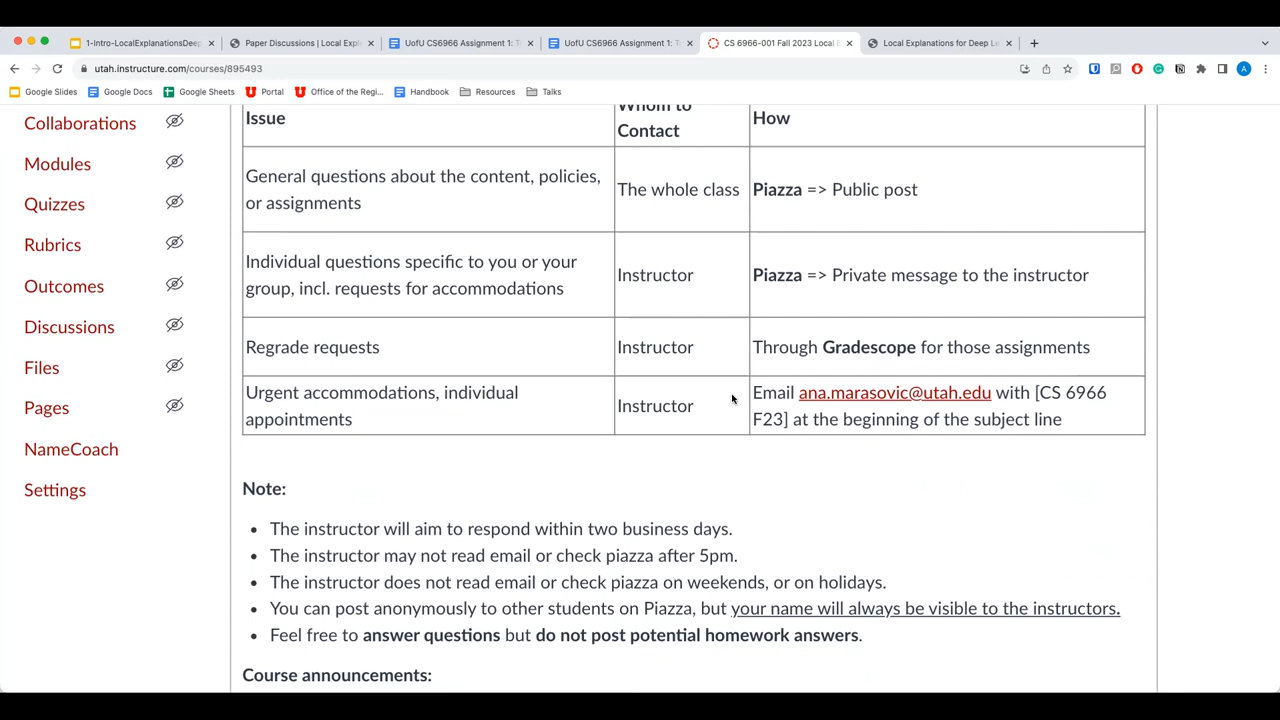 1-Intro-LocalExplanationsDeep
Paper Discussions | Local Expl
UofU CS6966 Assignment 1: T
UofU CS6966 Assignment 1: T
CS 6966-001 Fall 2023 Local E
Local Explanations for Deep Le
utah.instructure.com/courses/895493
A
Google Slides
Google Docs
Google Sheets
Portal
Office of the Regi...
Handbook
Resources
Talks
Collaborations
Modules
Quizzes
Rubrics
Outcomes
Discussions
Files
Pages
NameCoach
Settings
Issue
Whom to
Contact
How
General questions about the content, policies,
or assignments
The whole class
Piazza => Public post
Individual questions specific to you or your
group, incl. requests for accommodations
Instructor
Piazza => Private message to the instructor
Regrade requests
Instructor
Through Gradescope for those assignments
Urgent accommodations, individual
appointments
Instructor
Email ana.marasovic@utah.edu with [CS 6966
F23] at the beginning of the subject line
Note:
• The instructor will aim to respond within two business days.
• The instructor may not read email or check piazza after 5pm.
• The instructor does not read email or check piazza on weekends, or on holidays.
• You can post anonymously to other students on Piazza, but your name will always be visible to the instructors.
• Feel free to answer questions but do not post potential homework answers.
Course announcements: